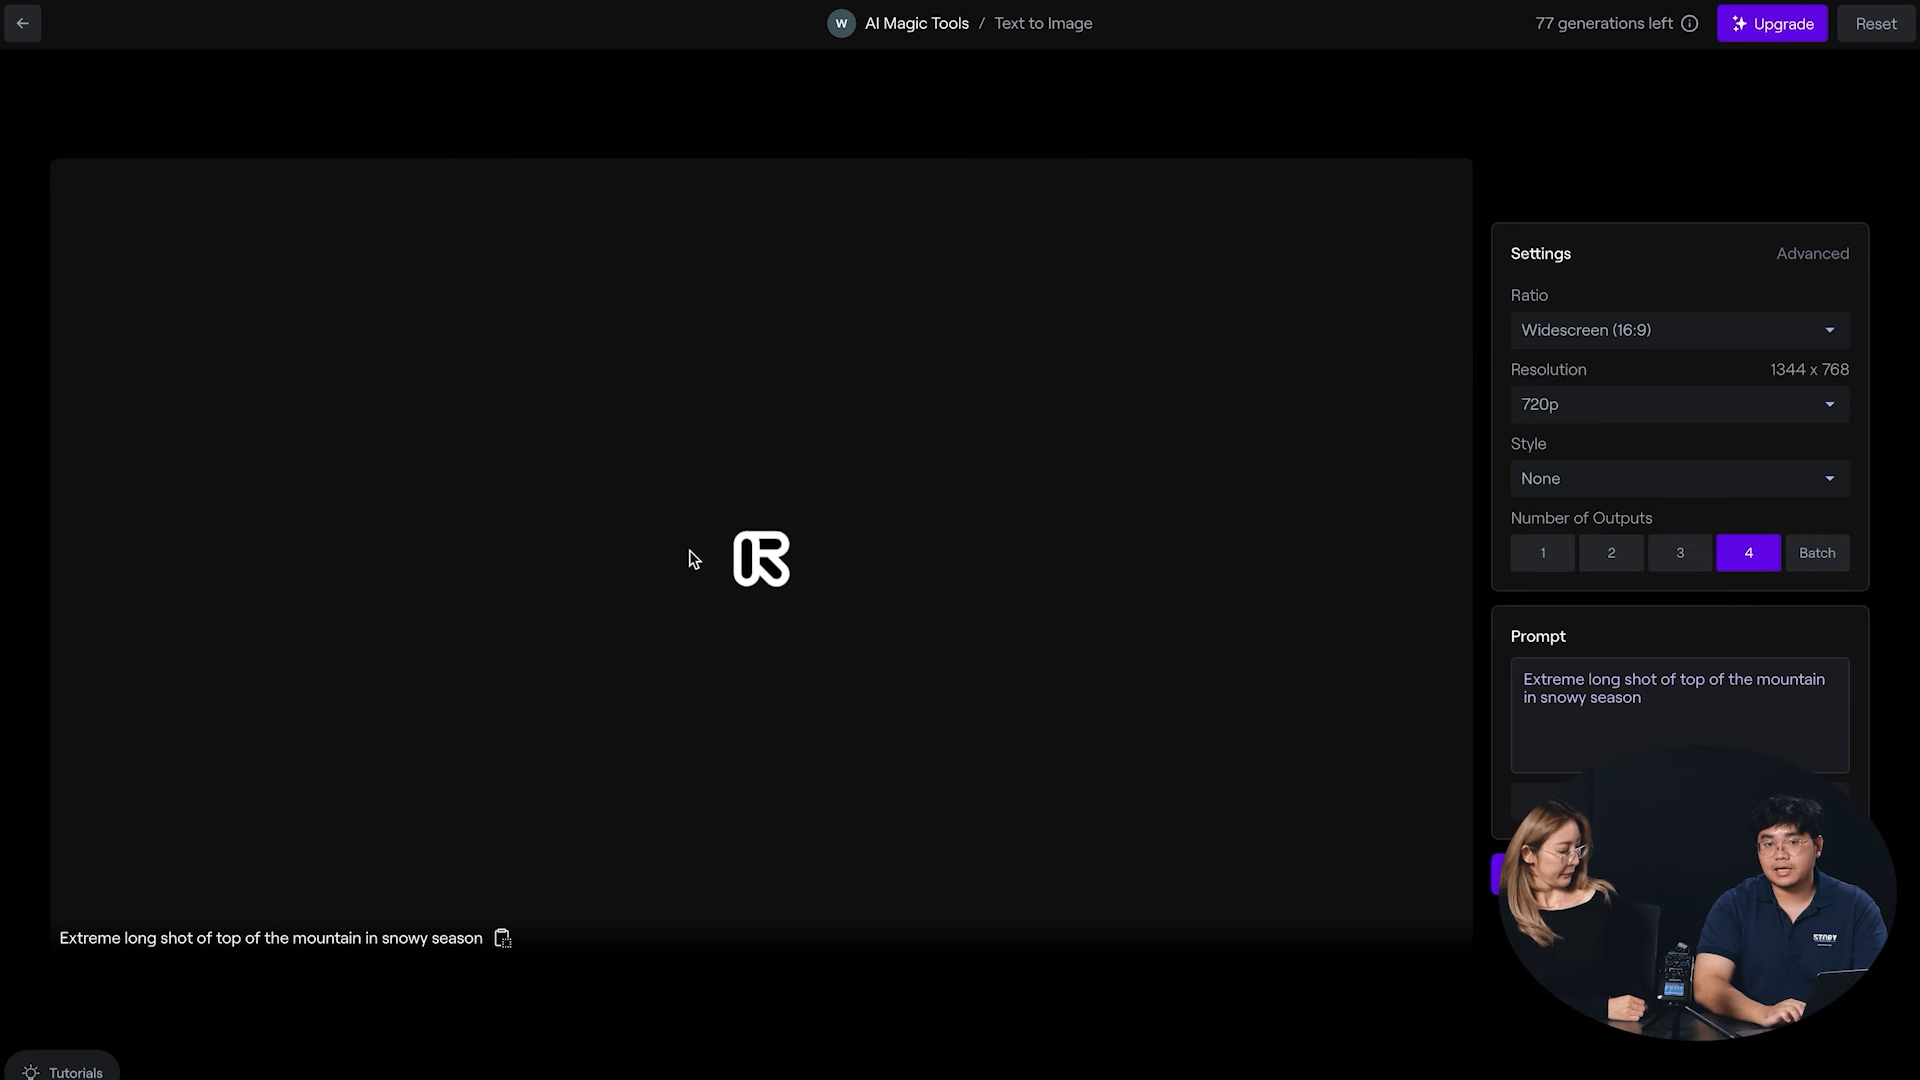 W AI Magic Tools / Text to Image
77 generations left
Upgrade
Reset
Settings
Advanced
Ratio
Widescreen (16:9)
Resolution
1344 x 768
720p
Style
None
Number of Outputs
1
2
3
4
Batch
Prompt
Extreme long shot of top of the mountain
in snowy season
Extreme long shot of top of the mountain in snowy season
STORY
Tutorials